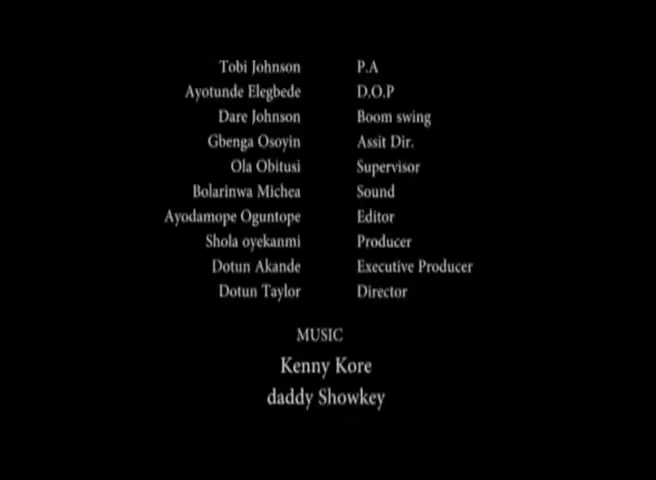 Tobi Johnson P.A
Ayotunde Elegbede D.O.P
Dare Johnson Boom swing
Gbenga Osoyin Assit Dir.
Ola Obitusi Supervisor
Bolarinwa Michea Sound
Ayodamope Oguntope Editor
Shola oyekanmi Producer
Dotun Akande Executive Producer
Dotun Taylor Director
MUSIC
Kenny Kore
daddy Showkey